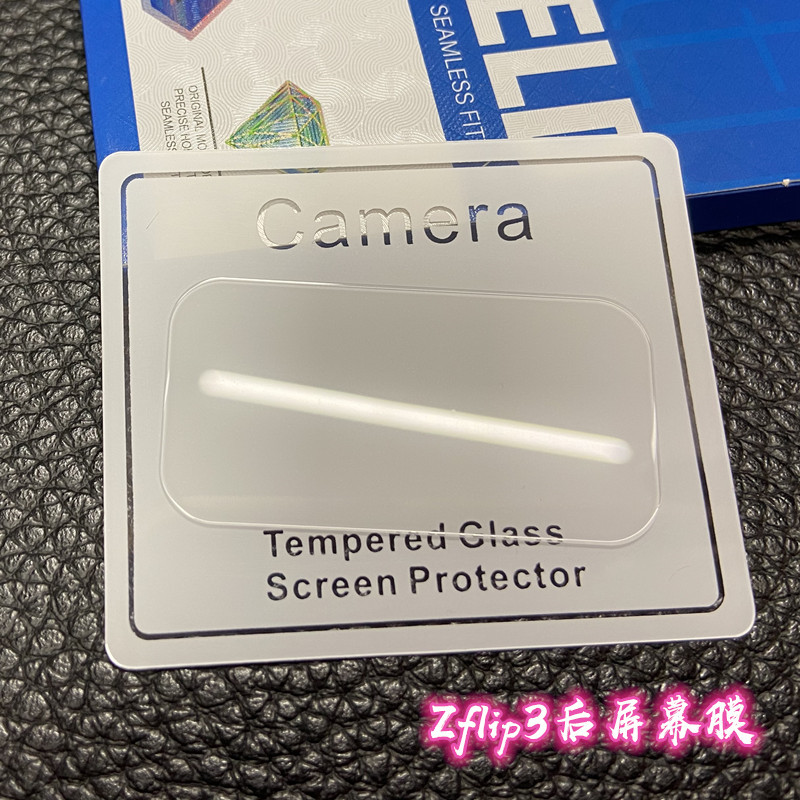 SEAMLESS FIT
ORIGINAL MO
PRECISE HO
SEAMLESS
Camera
Tempered Glass
Screen Protector
Zflip3后屏幕膜